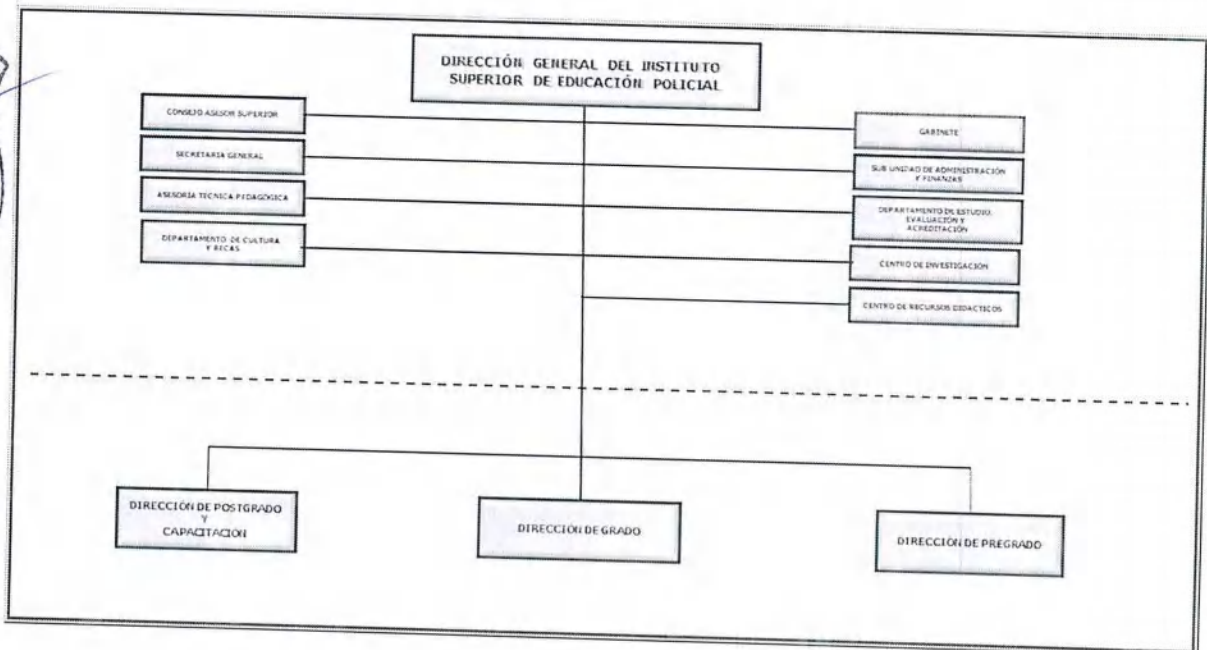 DIRECCIÓN GENERAL DEL INSTITUTO
SUPERIOR DE EDUCACIÓN POLICIAL
CONSEJO ASESOR SUPERIOR
GABINETE
SECRETARIA GENERAL
SUB UNIDAD DE ADMINISTRACIÓN
Y FINANZAS
ASESORIA TECNICA PEDAGÓGICA
DEPARTAMENTO DE ESTUDIO,
EVALUACIÓN Y
ACREDITACIÓN
DEPARTAMENTO DE CULTURA
Y BECAS
CENTRO DE INVESTIGACIÓN
CENTRO DE RECURSOS DIDACTICOS
DIRECCIÓN DE POSTGRADO
Y
CAPACITACIÓN
DIRECCIÓN DE GRADO
DIRECCIÓN DE PREGRADO